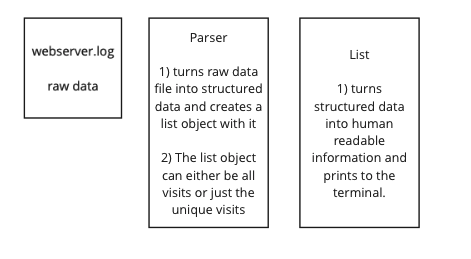 webserver.log
raw data
Parser
1) turns raw data
file into structured
data and creates a
list object with it
2) The list object
can either be all
visits or just the
unique visits
List
1) turns
structured data
into human
readable
information and
prints to the
terminal.